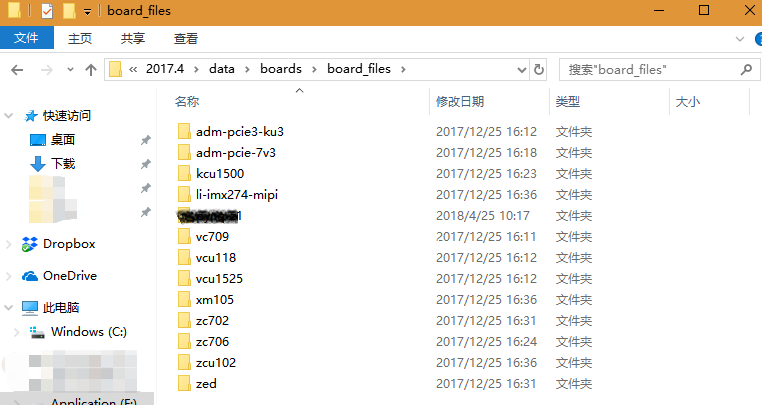 board_files
文件 主页 共享 查看
« 2017.4 › data › boards › board_files › 搜索"board_files"
名称 修改日期 类型 大小
快速访问
桌面
下载
Dropbox
OneDrive
此电脑
Windows (C:)
Application (F:)
adm-pcie3-ku3 2017/12/25 16:12 文件夹
adm-pcie-7v3 2017/12/25 16:18 文件夹
kcu1500 2017/12/25 16:23 文件夹
li-imx274-mipi 2017/12/25 16:36 文件夹
1 2018/4/25 10:17 文件夹
vc709 2017/12/25 16:11 文件夹
vcu118 2017/12/25 16:12 文件夹
vcu1525 2017/12/25 16:12 文件夹
xm105 2017/12/25 16:36 文件夹
zc702 2017/12/25 16:31 文件夹
zc706 2017/12/25 16:24 文件夹
zcu102 2017/12/25 16:36 文件夹
zed 2017/12/25 16:31 文件夹